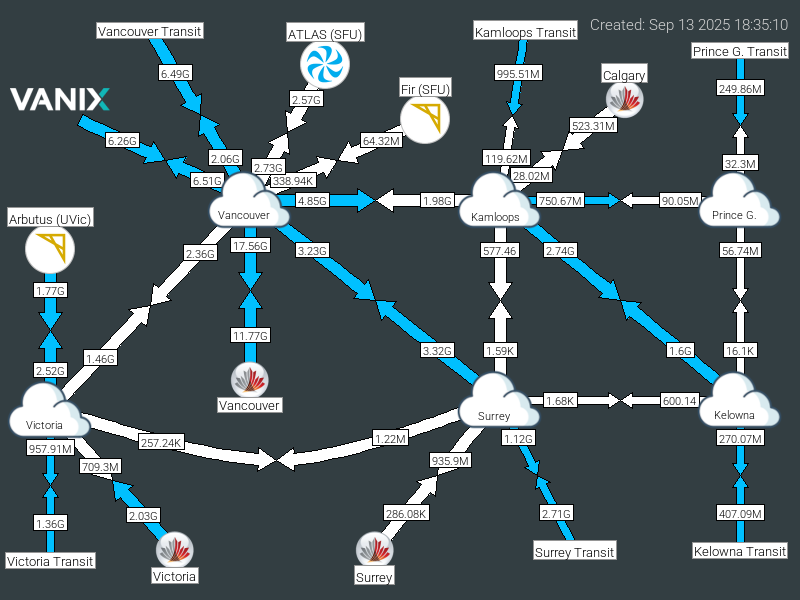 Created: Sep 13 2025 18:35:10
Vancouver Transit
ATLAS (SFU)
Kamloops Transit
Prince G. Transit
6.49G
995.51M
Calgary
249.86M
VANIX
2.57G
Fir (SFU)
523.31M
6.26G
64.32M
2.06G
2.73G
119.62M
32.3M
6.51G
338.94K
28.02M
4.85G
1.98G
750.67M
90.05M
Vancouver
Kamloops
Prince G.
Arbutus (UVic)
2.36G
17.56G
3.23G
577.46
2.74G
56.74M
1.77G
11.77G
1.46G
3.32G
1.59K
1.6G
16.1K
2.52G
Vancouver
1.68K
600.14
Victoria
Surrey
Kelowna
957.91M
257.24K
1.22M
1.12G
270.07M
709.3M
935.9M
1.36G
2.03G
286.08K
2.71G
407.09M
Victoria Transit
Victoria
Surrey
Surrey Transit
Kelowna Transit